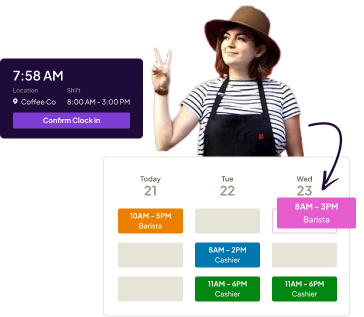 7:58 AM
Location Shift
Coffee Co 8:00 AM - 3:00 PM
Confirm Clock in
Today Tue Wed
21 22 23
8AM - 3PM
Barista
10AM - 5PM
Barista
8AM - 2PM
Cashier
11AM - 6PM 11AM - 6PM
Cashier Cashier